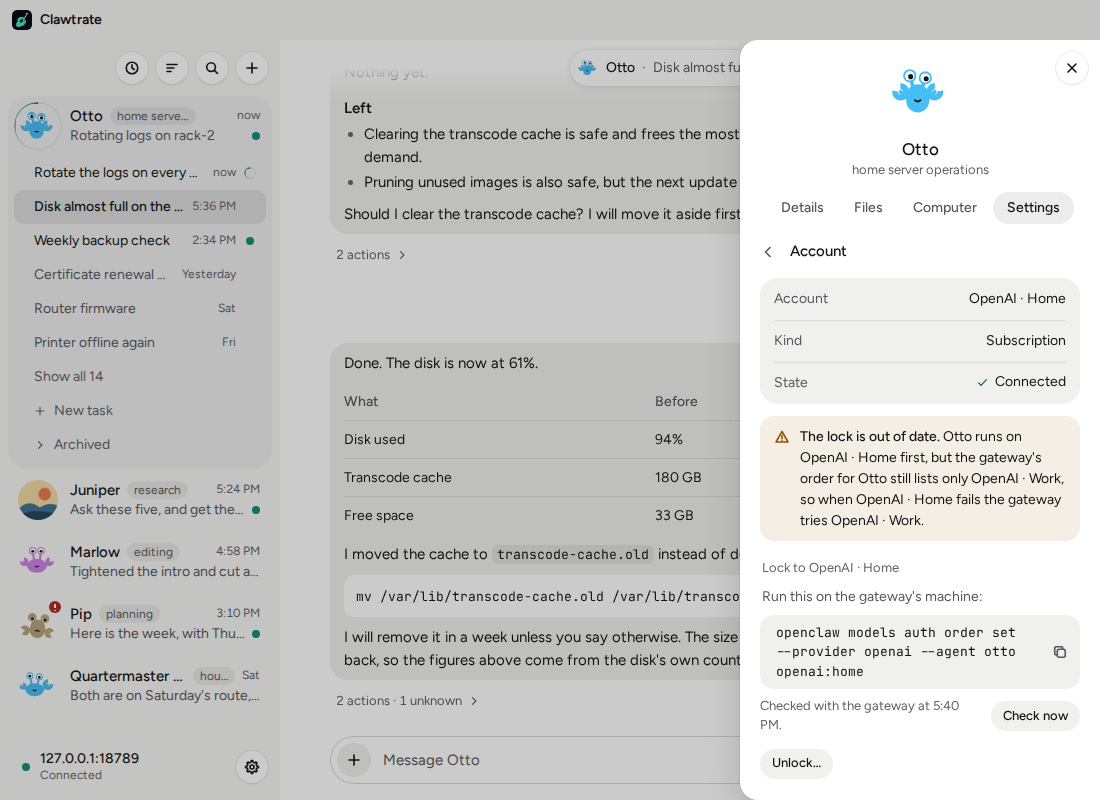 Clawtrate
Otto
home serve...
now
Rotating logs on rack-2
Rotate the logs on every ...
now
Disk almost full on the ...
5:36 PM
Weekly backup check
2:34 PM
Certificate renewal ...
Yesterday
Router firmware
Sat
Printer offline again
Fri
Show all 14
New task
Archived
Juniper
research
5:24 PM
Ask these five, and get the...
Marlow
editing
4:58 PM
Tightened the intro and cut a...
Pip
planning
3:10 PM
Here is the week, with Thu...
Quartermaster ...
hou...
Sat
Both are on Saturday's route,...
127.0.0.1:18789
Connected
Nothing yet.
Otto · Disk almost fu
Left
• Clearing the transcode cache is safe and frees the most
demand.
• Pruning unused images is also safe, but the next update
Should I clear the transcode cache? I will move it aside first
2 actions
Done. The disk is now at 61%.
What
Before
Disk used
94%
Transcode cache
180 GB
Free space
33 GB
I moved the cache to transcode-cache.old instead of d
mv /var/lib/transcode-cache.old /var/lib/transco
I will remove it in a week unless you say otherwise. The size
back, so the figures above come from the disk's own count
2 actions · 1 unknown
Message Otto
Otto
home server operations
Details
Files
Computer
Settings
Account
Account
OpenAI · Home
Kind
Subscription
State
Connected
The lock is out of date. Otto runs on
OpenAI · Home first, but the gateway's
order for Otto still lists only OpenAI · Work,
so when OpenAI · Home fails the gateway
tries OpenAI · Work.
Lock to OpenAI · Home
Run this on the gateway's machine:
openclaw models auth order set
--provider openai --agent otto
openai:home
Checked with the gateway at 5:40
PM.
Check now
Unlock...